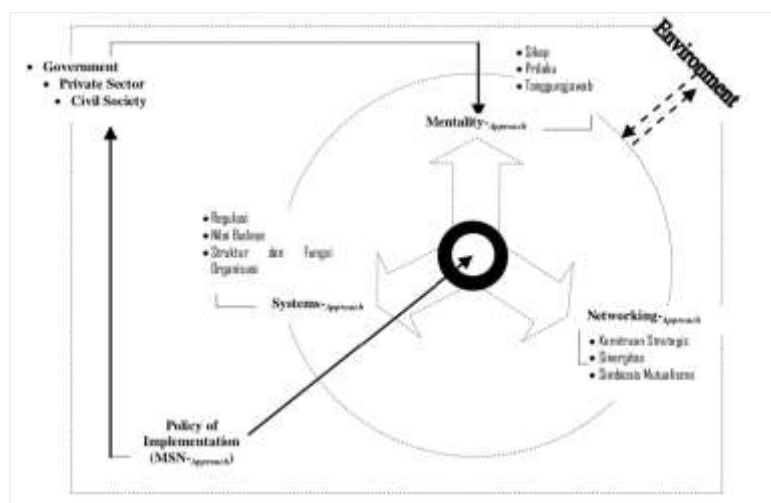 Environment
• Government
• Private Sector
• Civil Society
• Sikap
• Prilaku
• Tanggungjawab
Mentality-Approach
• Regulasi
• Nilai Budaya
• Struktur dan Fungsi
Organisasi
Systems-Approach
Networking-Approach
• Kemitraan Strategis
• Sinergitas
• Simbiosis Mutualisme
Policy of
Implementation
(MSN-Approach)